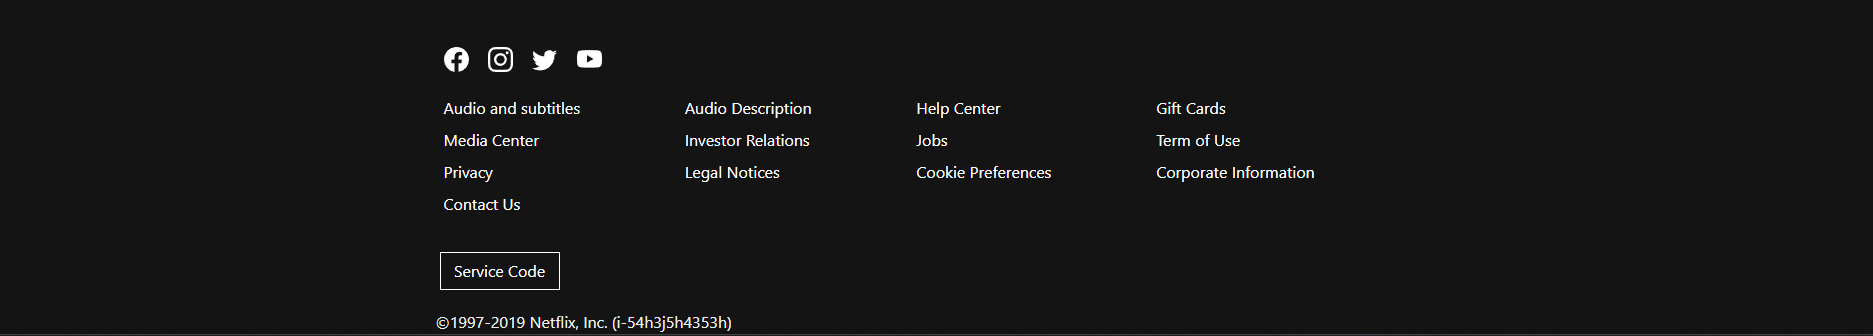 Audio and subtitles Audio Description Help Center Gift Cards
Media Center Investor Relations Jobs Term of Use
Privacy Legal Notices Cookie Preferences Corporate Information
Contact Us
Service Code
©1997-2019 Netflix, Inc. (i-54h3j5h4353h)